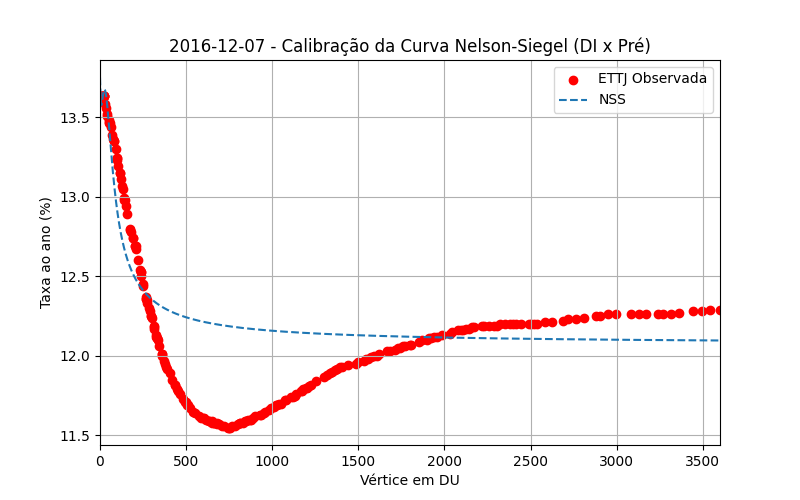 2016-12-07 - Calibração da Curva Nelson-Siegel (DI x Pré)
ETTJ Observada
NSS
Taxa ao ano (%)
13.5
13.0
12.5
12.0
11.5
0 500 1000 1500 2000 2500 3000 3500
Vértice em DU